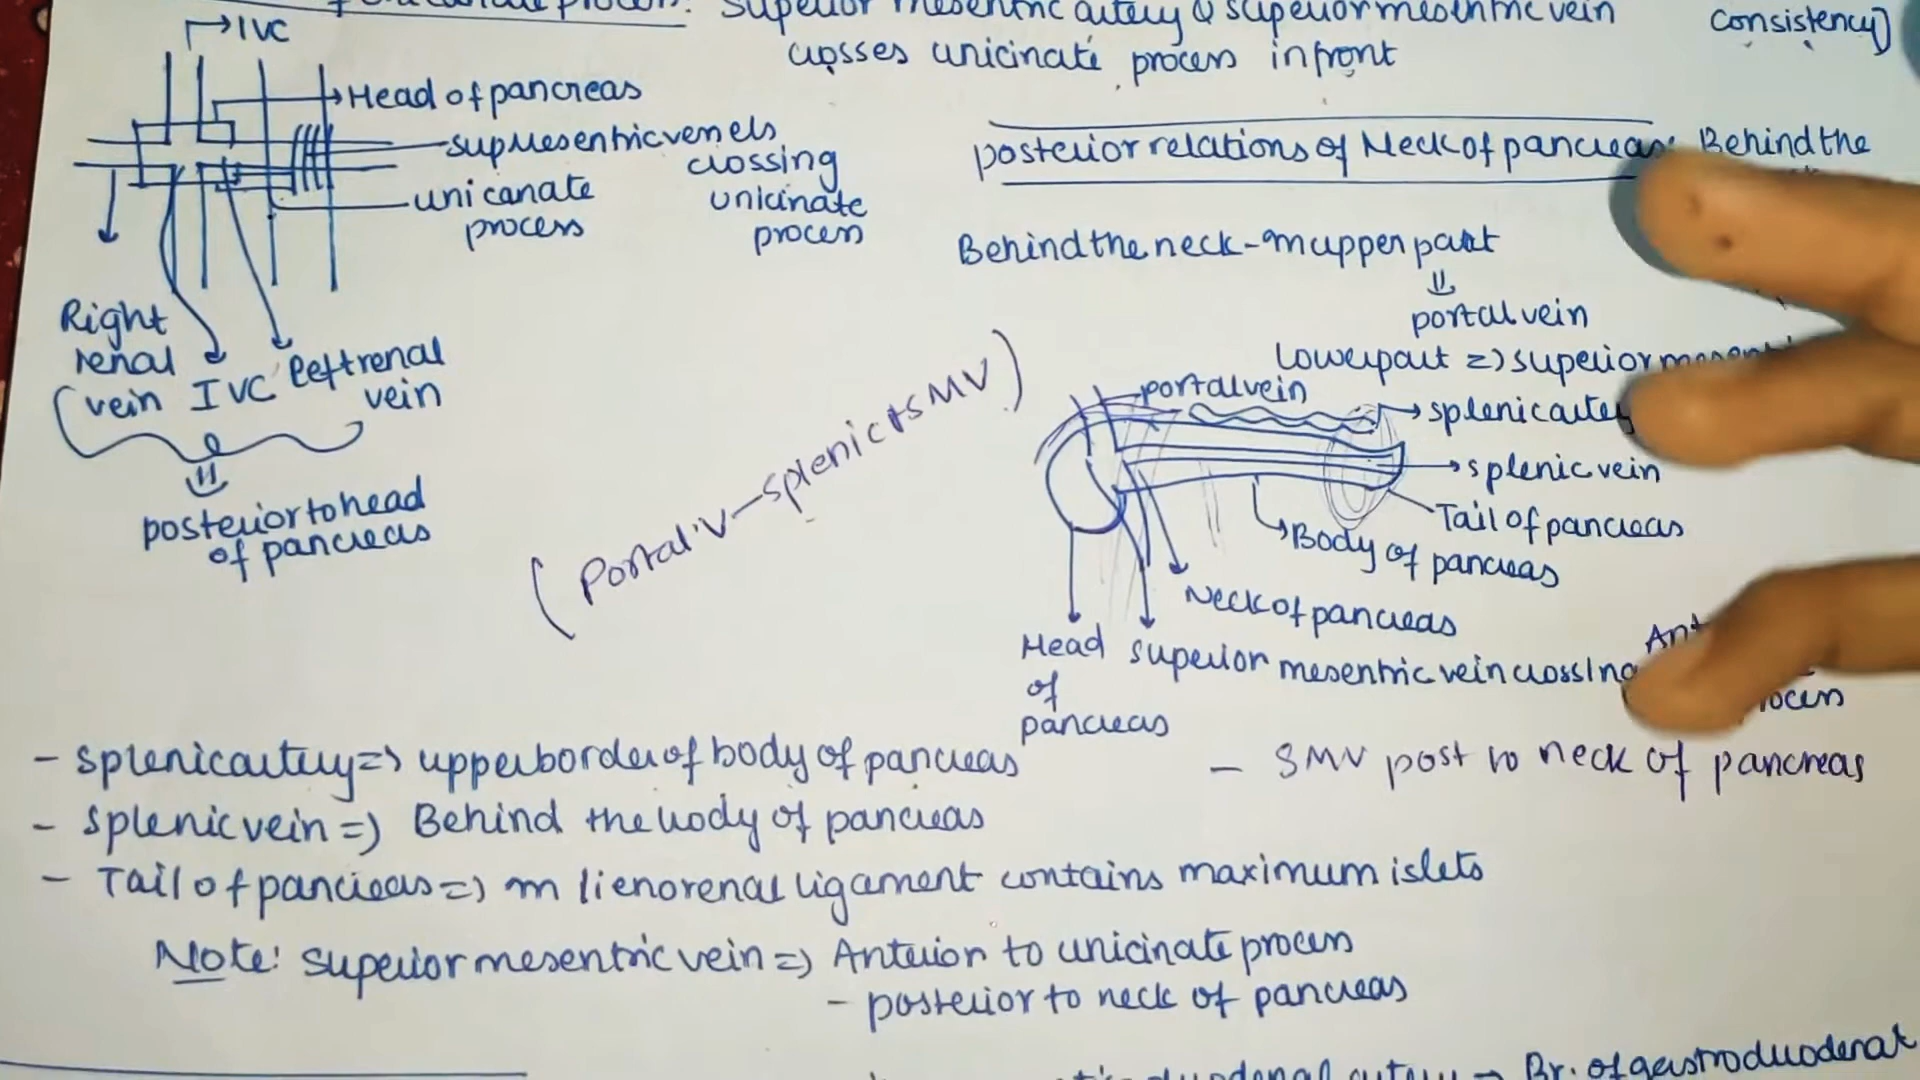 process: superior mesentric artery & superior mesentric vein
crosses unicinate process infront
consistency)
IVC
Head of pancreas
sup mesentric vessels
crossing
unicinate
process
unicanate
process
Right
renal
vein
IVC
left renal
vein
posterior to head
of pancreas
(Portal V - splenic + SMV)
posterior relations of Neck of pancreas: Behind the
Behind the neck - in upper part
portal vein
Lower part => superior
portal vein
splenic
splenic vein
Tail of pancreas
Body of pancreas
Neck of pancreas
Head
of
pancreas
superior mesentric vein crossing
- SMV post to neck of pancreas
- splenic artery => upper border of body of pancreas
- splenic vein => Behind the body of pancreas
- Tail of pancreas => in lienorenal ligament contains maximum islets
Note: superior mesentric vein => Anterior to unicinate process
- posterior to neck of pancreas
Br. of gastroduodenal